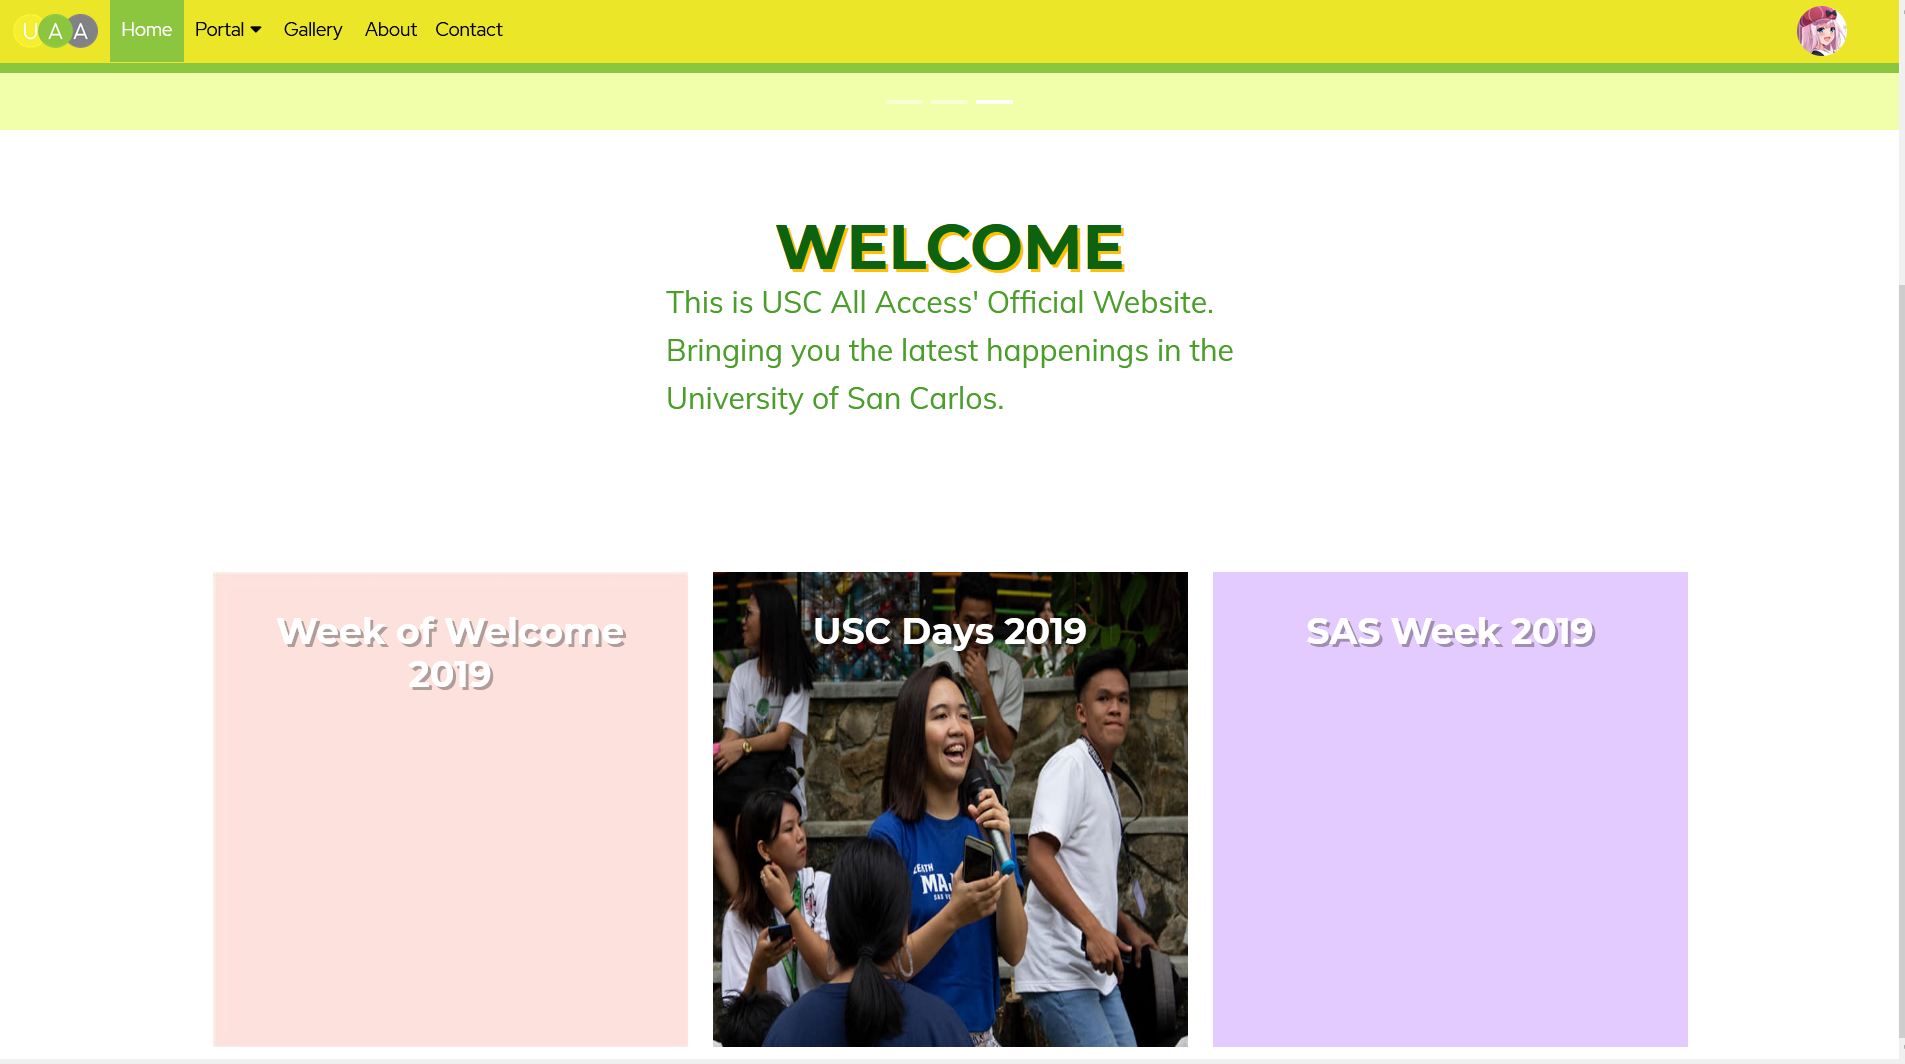 UAA Home Portal Gallery About Contact
WELCOME
This is USC All Access' Official Website.
Bringing you the latest happenings in the
University of San Carlos.
Week of Welcome
2019
USC Days 2019
SAS Week 2019